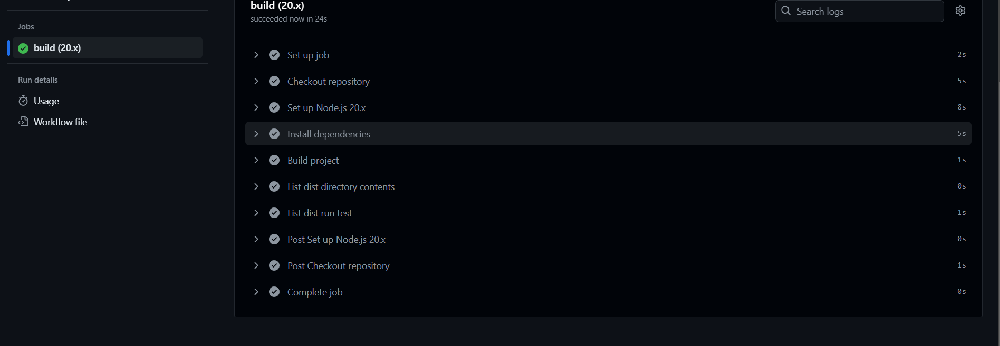 Jobs
build (20.x)
Run details
Usage
Workflow file
build (20.x)
succeeded now in 24s
Search logs
Set up job 2s
Checkout repository 5s
Set up Node.js 20.x 8s
Install dependencies 5s
Build project 1s
List dist directory contents 0s
List dist run test 1s
Post Set up Node.js 20.x 0s
Post Checkout repository 1s
Complete job 0s